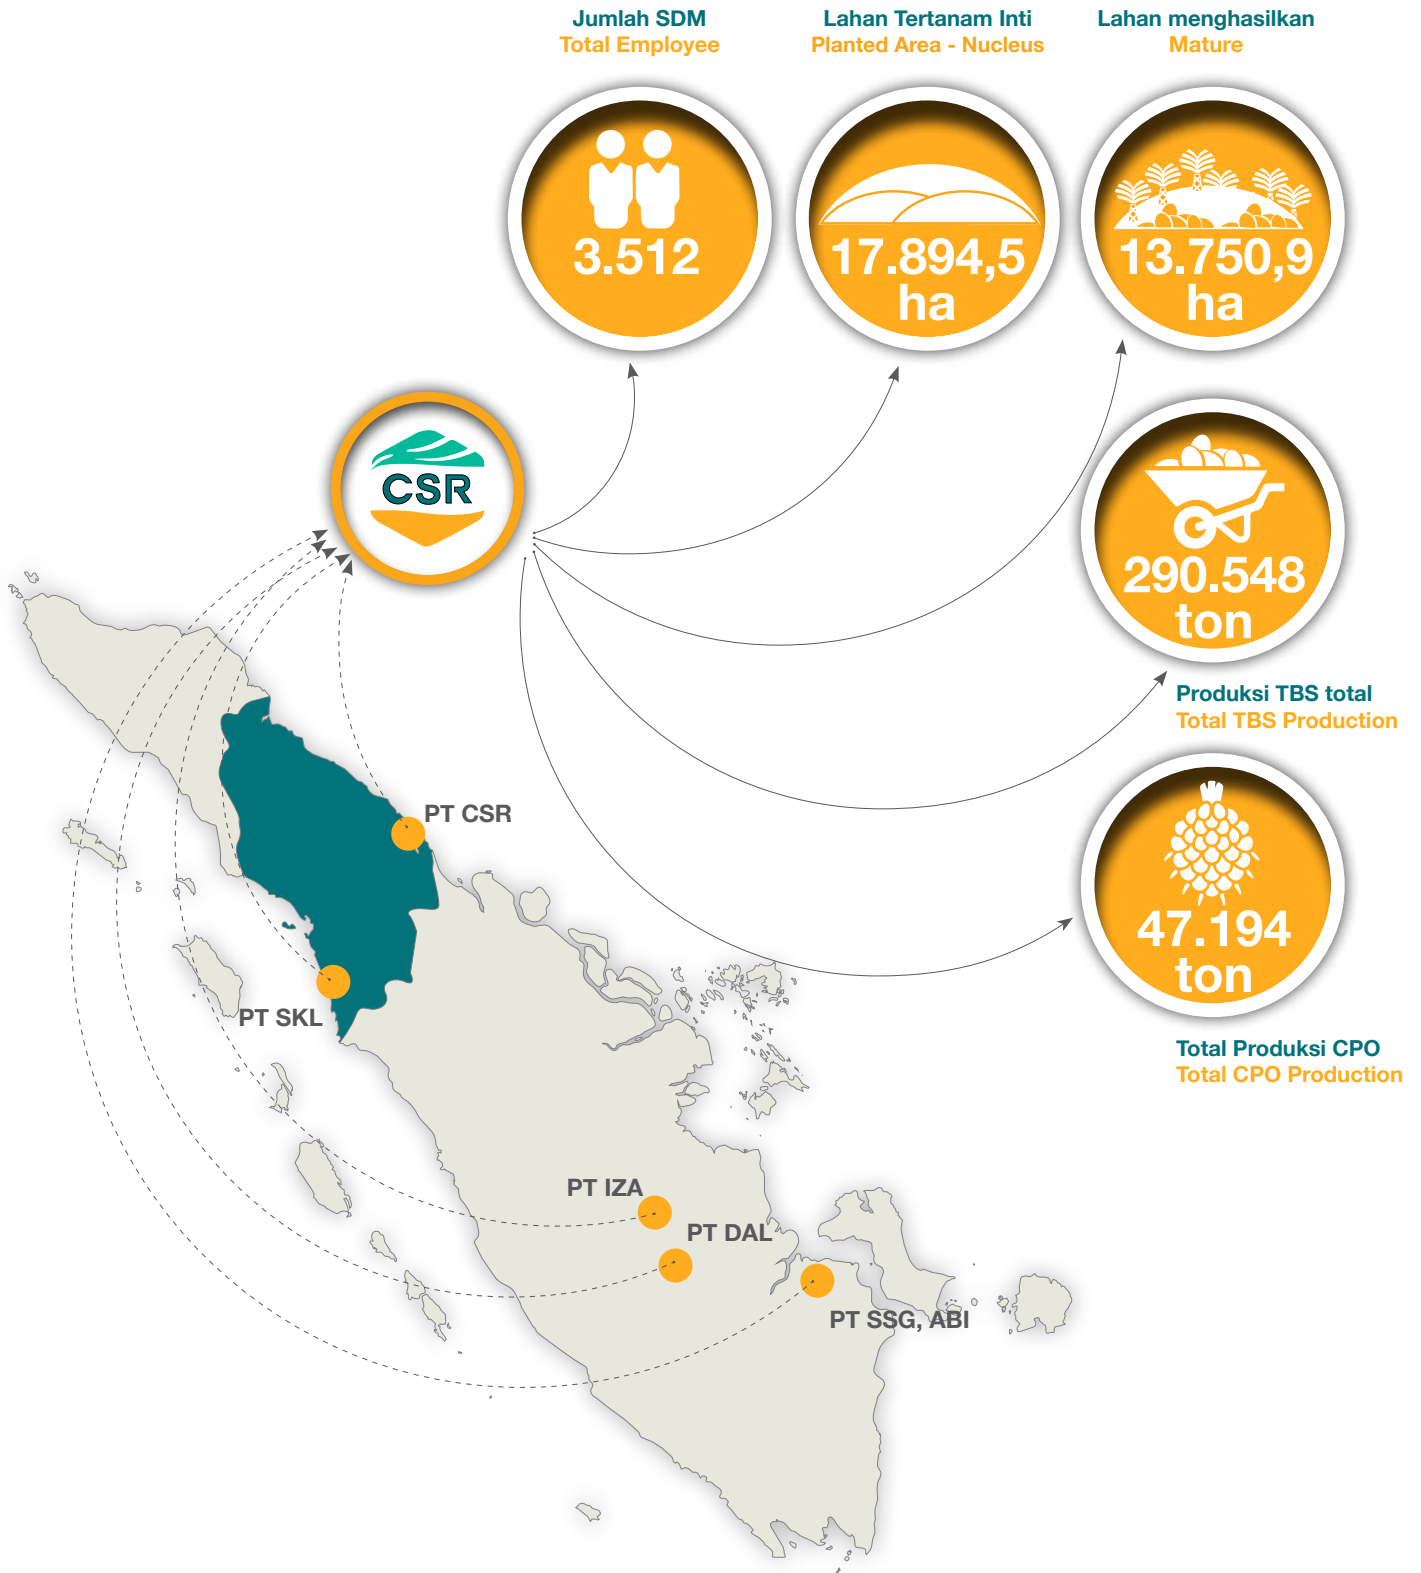 Jumlah SDM
Total Employee
3.512
Lahan Tertanam Inti
Planted Area - Nucleus
17.894,5
ha
Lahan menghasilkan
Mature
13.750,9
ha
290.548
ton
Produksi TBS total
Total TBS Production
47.194
ton
Total Produksi CPO
Total CPO Production
CSR
PT CSR
PT SKL
PT IZA
PT DAL
PT SSG, ABI